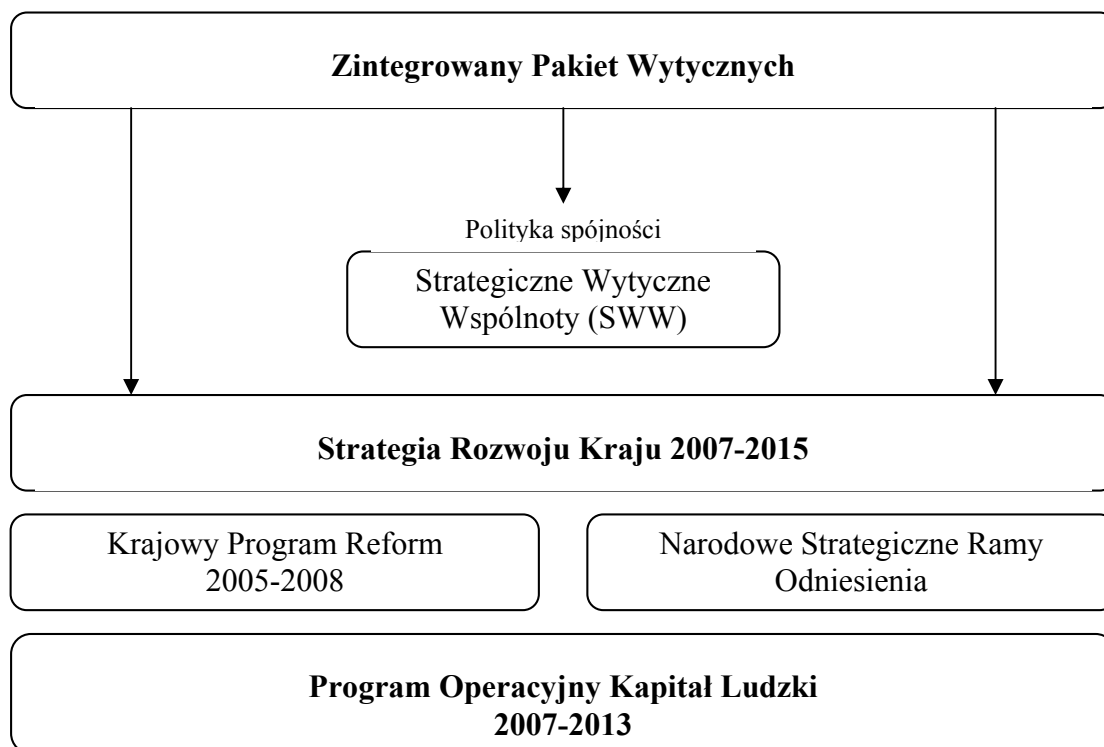 Zintegrowany Pakiet Wytycznych
Polityka spójności
Strategiczne Wytyczne
Wspólnoty (SWW)
Strategia Rozwoju Kraju 2007-2015
Krajowy Program Reform
2005-2008
Narodowe Strategiczne Ramy
Odniesienia
Program Operacyjny Kapitał Ludzki
2007-2013